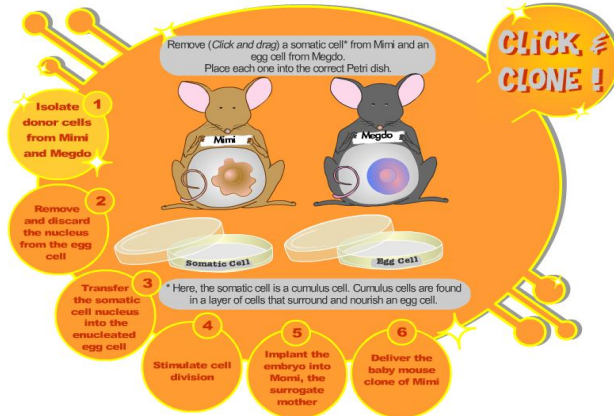 Remove (Click and drag) a somatic cell* from Mimi and an
egg cell from Megdo.
Place each one into the correct Petri dish.
CLiCK &
CLONE !
1
Isolate
donor cells
from Mimi
and Megdo
Mimi
Megdo
2
Remove
and discard
the nucleus
from the egg
cell
Somatic Cell
Egg Cell
3
Transfer
the somatic
cell nucleus
into the
enucleated
egg cell
* Here, the somatic cell is a cumulus cell. Cumulus cells are found
in a layer of cells that surround and nourish an egg cell.
4
Stimulate cell
division
5
Implant the
embryo into
Momi, the
surrogate
mother
6
Deliver the
baby mouse
clone of Mimi